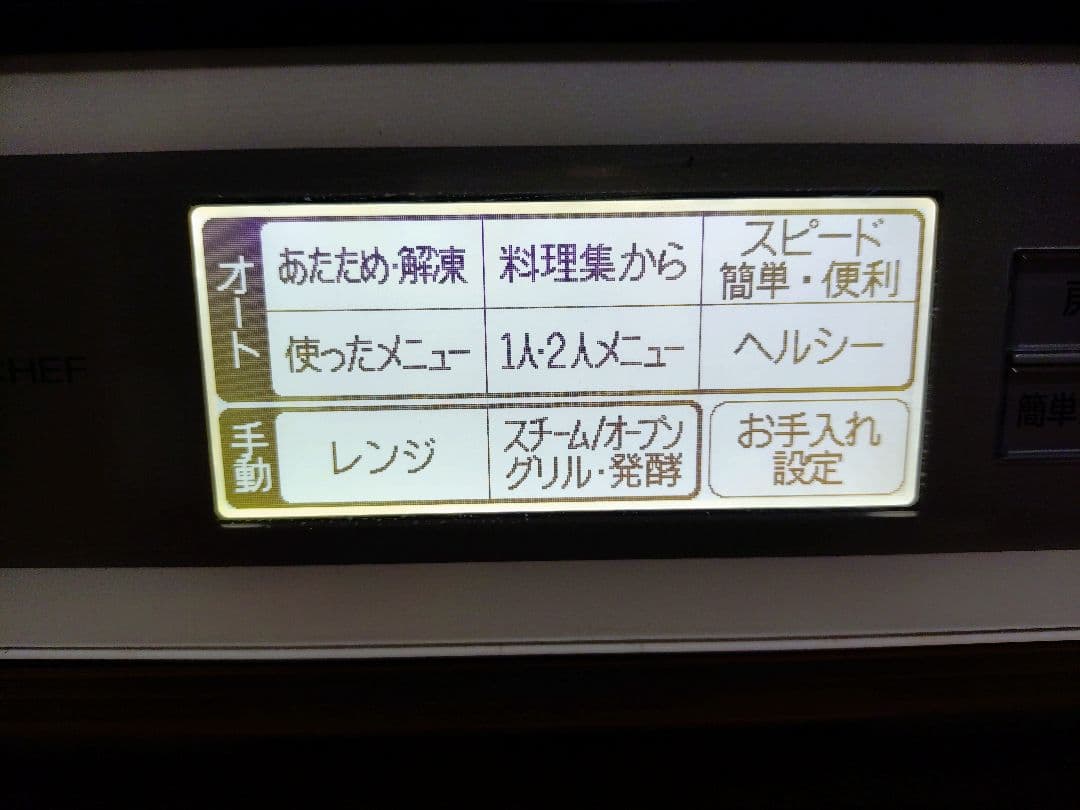 オート
あたため・解凍
料理集から
スピード
簡単・便利
使ったメニュー
1人・2人メニュー
ヘルシー
手動
レンジ
スチーム/オーブン
グリル・発酵
お手入れ
設定
CHEF
簡単